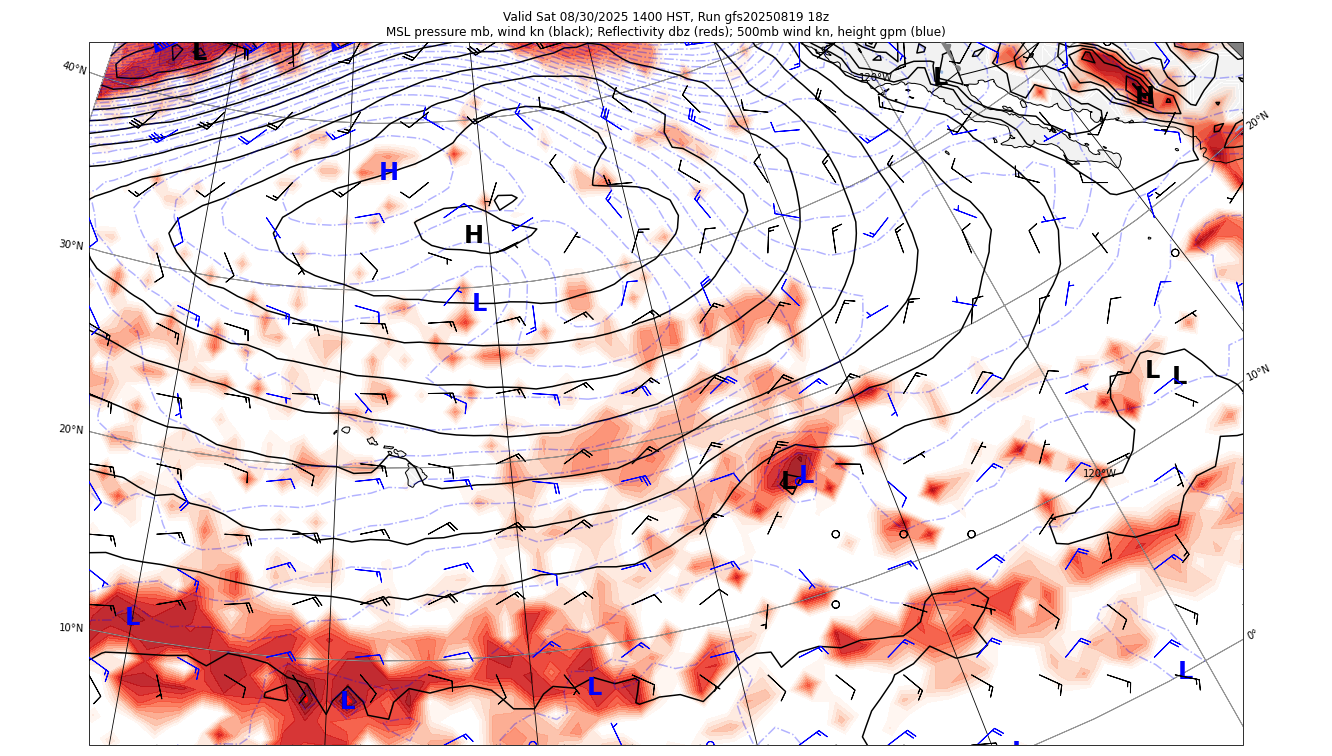 Valid Sat 08/30/2025 1400 HST, Run gfs20250819 18z
MSL pressure mb, wind kn (black); Reflectivity dbz (reds); 500mb wind kn, height gpm (blue)
L
40°N
120°W
L
H
20°N
H
H
30°N
L
L
L
10°N
20°N
L
L
120°W
L
10°N
0°
L
L
L
L